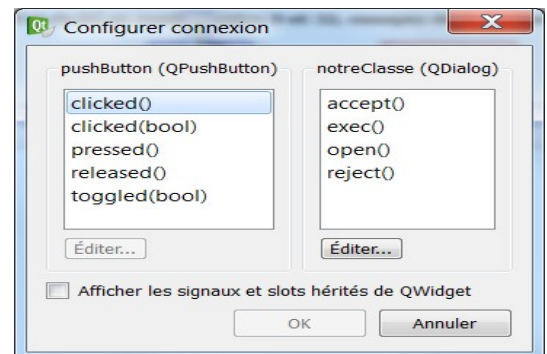 Qt Configurer connexion
pushButton (QPushButton)
clicked()
clicked(bool)
pressed()
released()
toggled(bool)
Éditer...
notreClasse (QDialog)
accept()
exec()
open()
reject()
Éditer...
Afficher les signaux et slots hérités de QWidget
OK Annuler